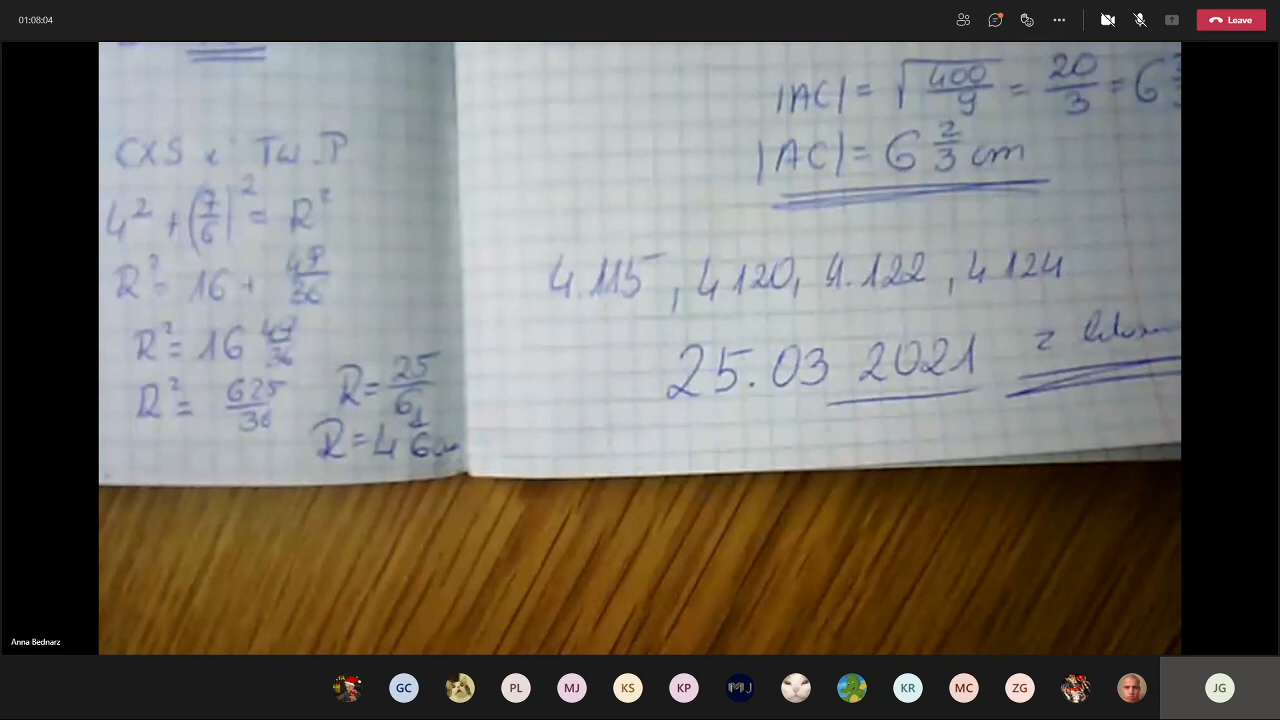 01:08:04
Leave
|AC| = √400/9 = 20/3 = 6
|AC| = 6 2/3 cm
CXS z Tw. P
4² + (7/6)² = R²
R² = 16 + 49/36
R² = 16 49/36
R² = 625/36
R = 25/6
R = 4 1/6 cm
4.115, 4.120, 4.122, 4.124
25.03 2021 z
Anna Bednarz
GC PL MJ KS KP MJ KR MC ZG JG